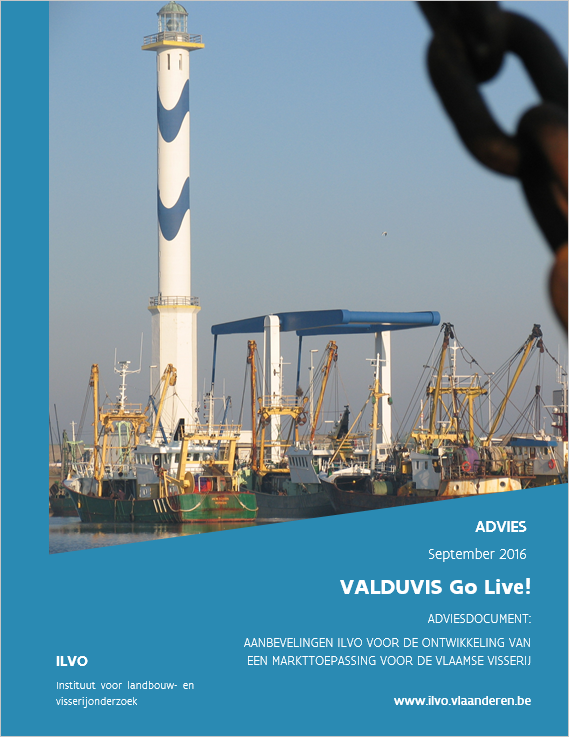 ADVIES
September 2016
VALDUVIS Go Live!
ADVIESDOCUMENT:
AANBEVELINGEN ILVO VOOR DE ONTWIKKELING VAN
EEN MARKTTOEPASSING VOOR DE VLAAMSE VISSERIJ
ILVO
Instituut voor landbouw- en
visserijonderzoek
www.ilvo.vlaanderen.be